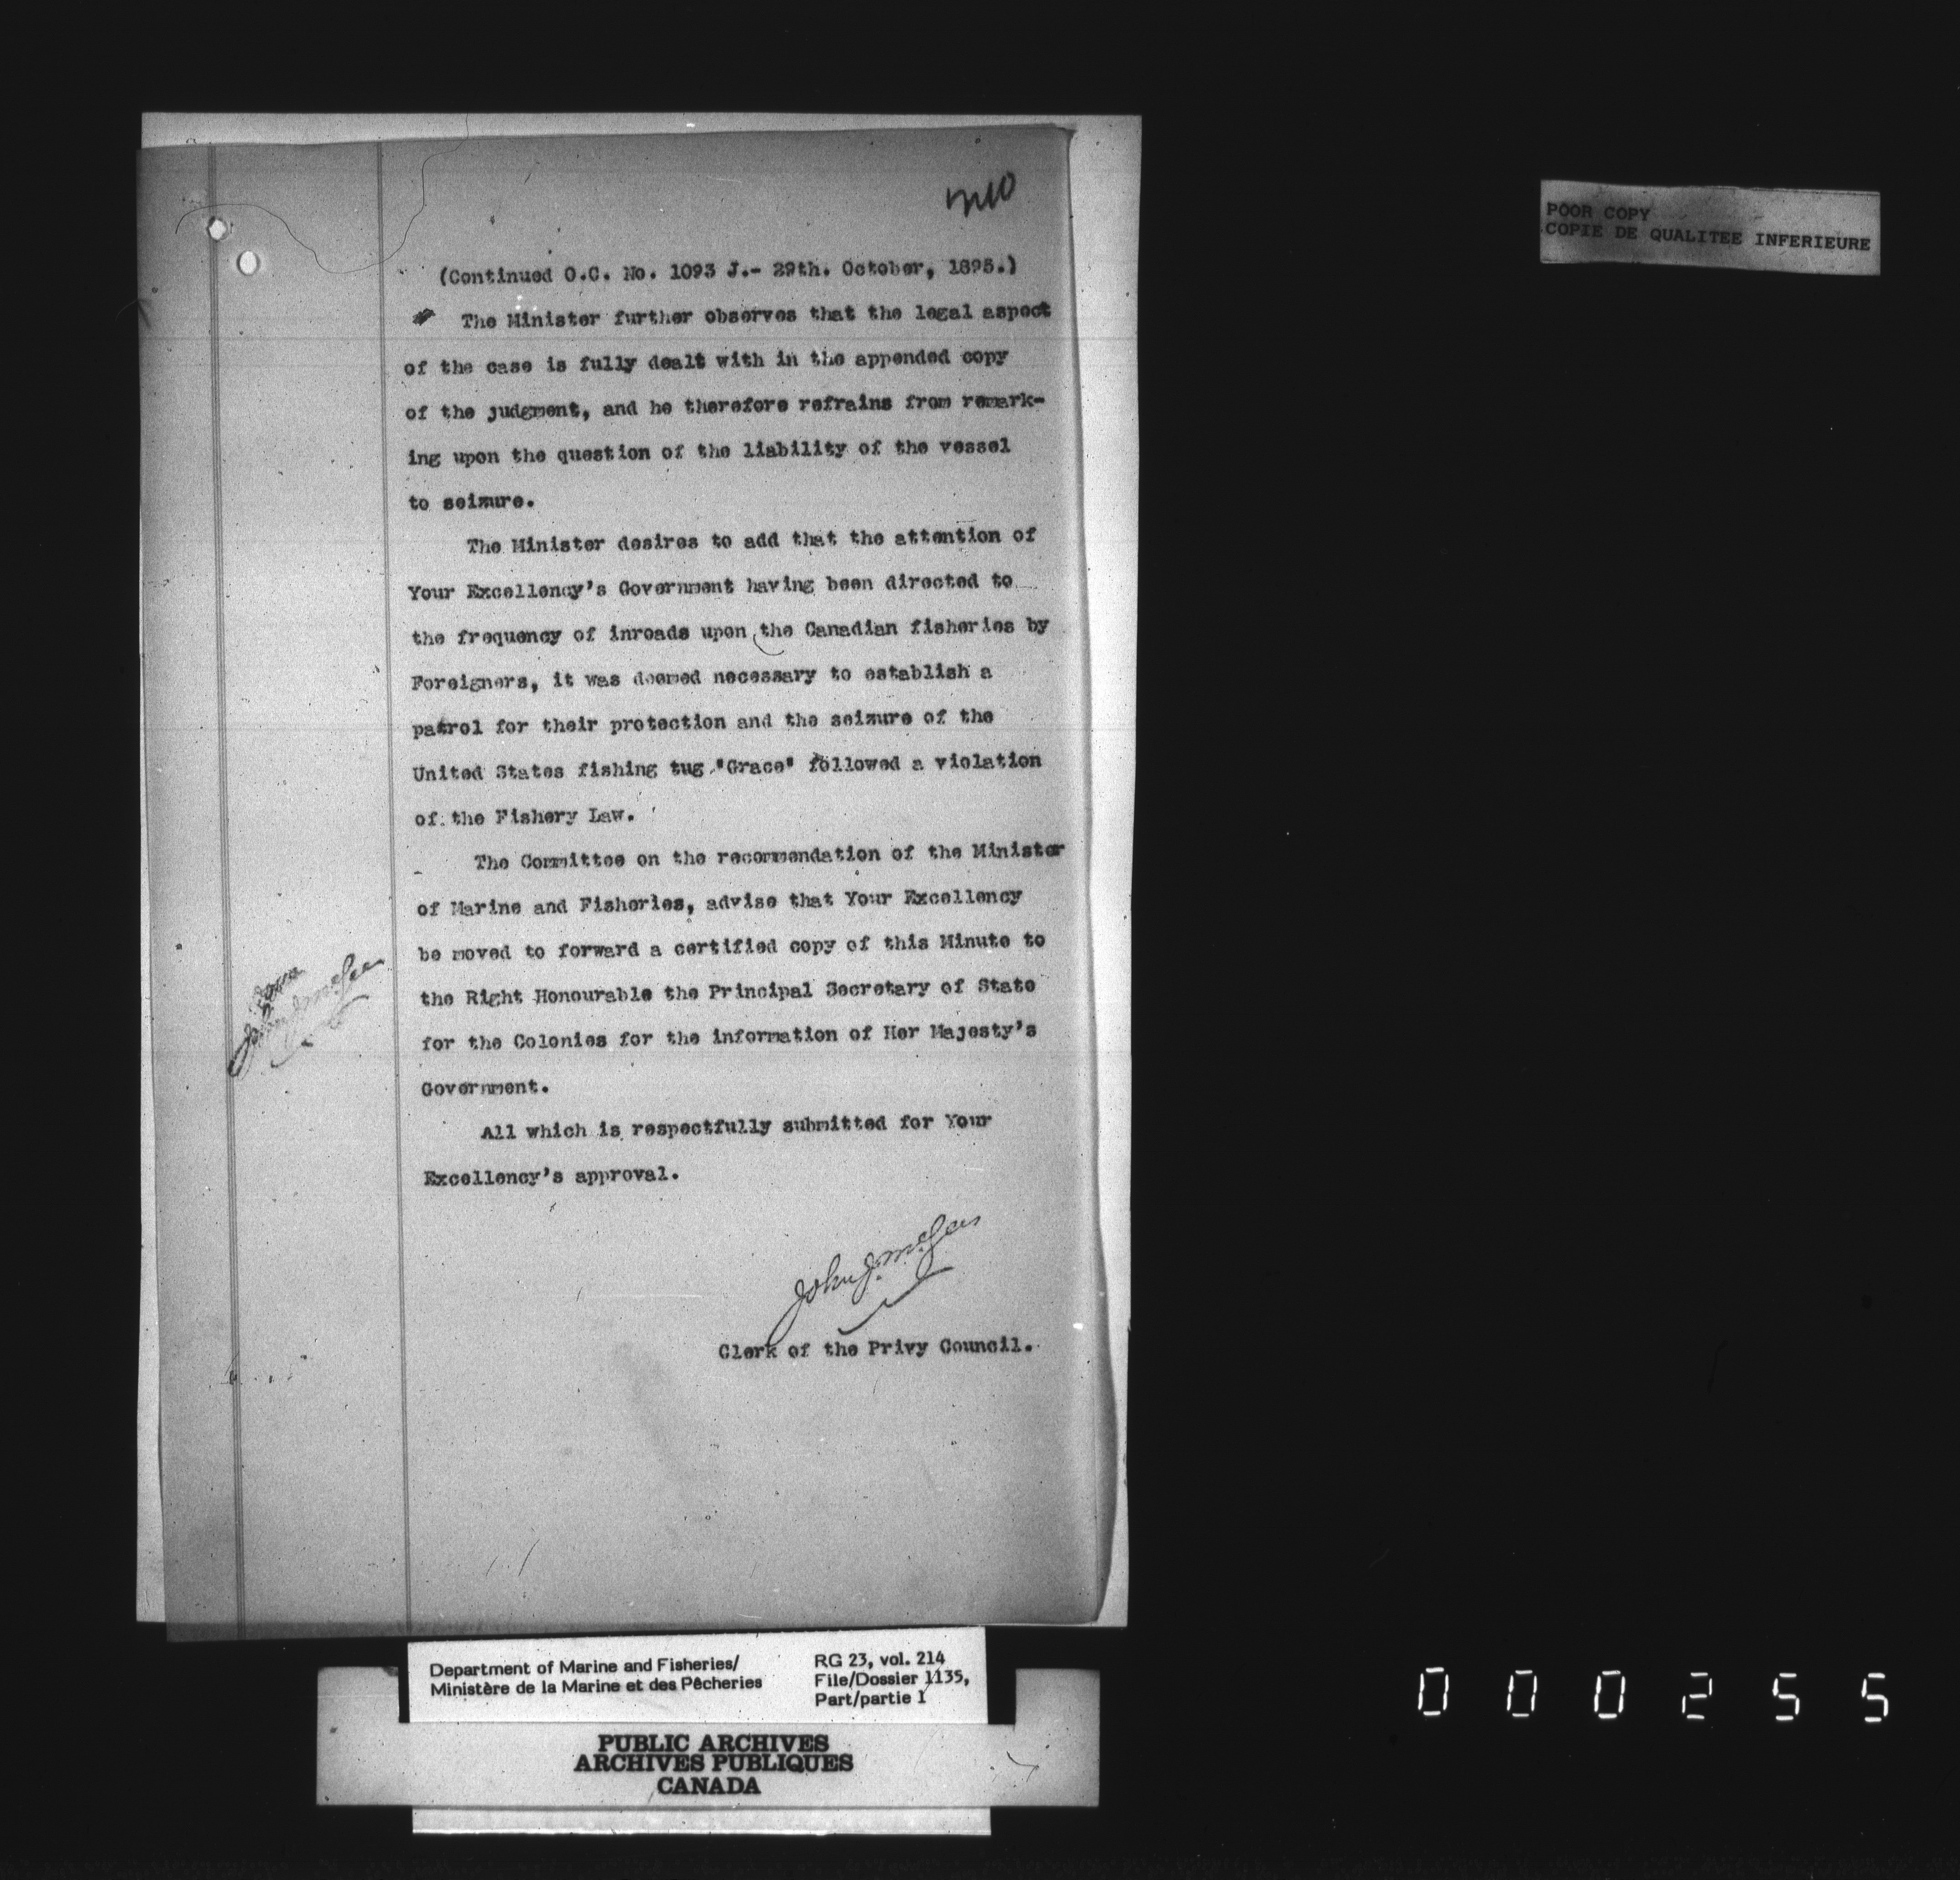 210
POOR COPY
COPIE DE QUALITEE INFERIEURE
(Continued O.C. No. 1093 J.- 29th. October, 1895.)
The Minister further observes that the legal aspect
of the case is fully dealt with in the appended copy
of the judgment, and he therefore refrains from remark-
ing upon the question of the liability of the vessel
to seizure.
The Minister desires to add that the attention of
Your Excellency's Government having been directed to
the frequency of inroads upon the Canadian fisheries by
Foreigners, it was deemed necessary to establish a
patrol for their protection and the seizure of the
United States fishing tug "Grace" followed a violation
of the Fishery Law.
The Committee on the recommendation of the Minister
of Marine and Fisheries, advise that Your Excellency
be moved to forward a certified copy of this Minute to
the Right Honourable the Principal Secretary of State
for the Colonies for the information of Her Majesty's
Government.
All which is respectfully submitted for Your
Excellency's approval.
John J. McGee
Clerk of the Privy Council.
Department of Marine and Fisheries/
Ministère de la Marine et des Pêcheries
RG 23, vol. 214
File/Dossier 1135,
Part/partie 1
PUBLIC ARCHIVES
ARCHIVES PUBLIQUES
CANADA
000255